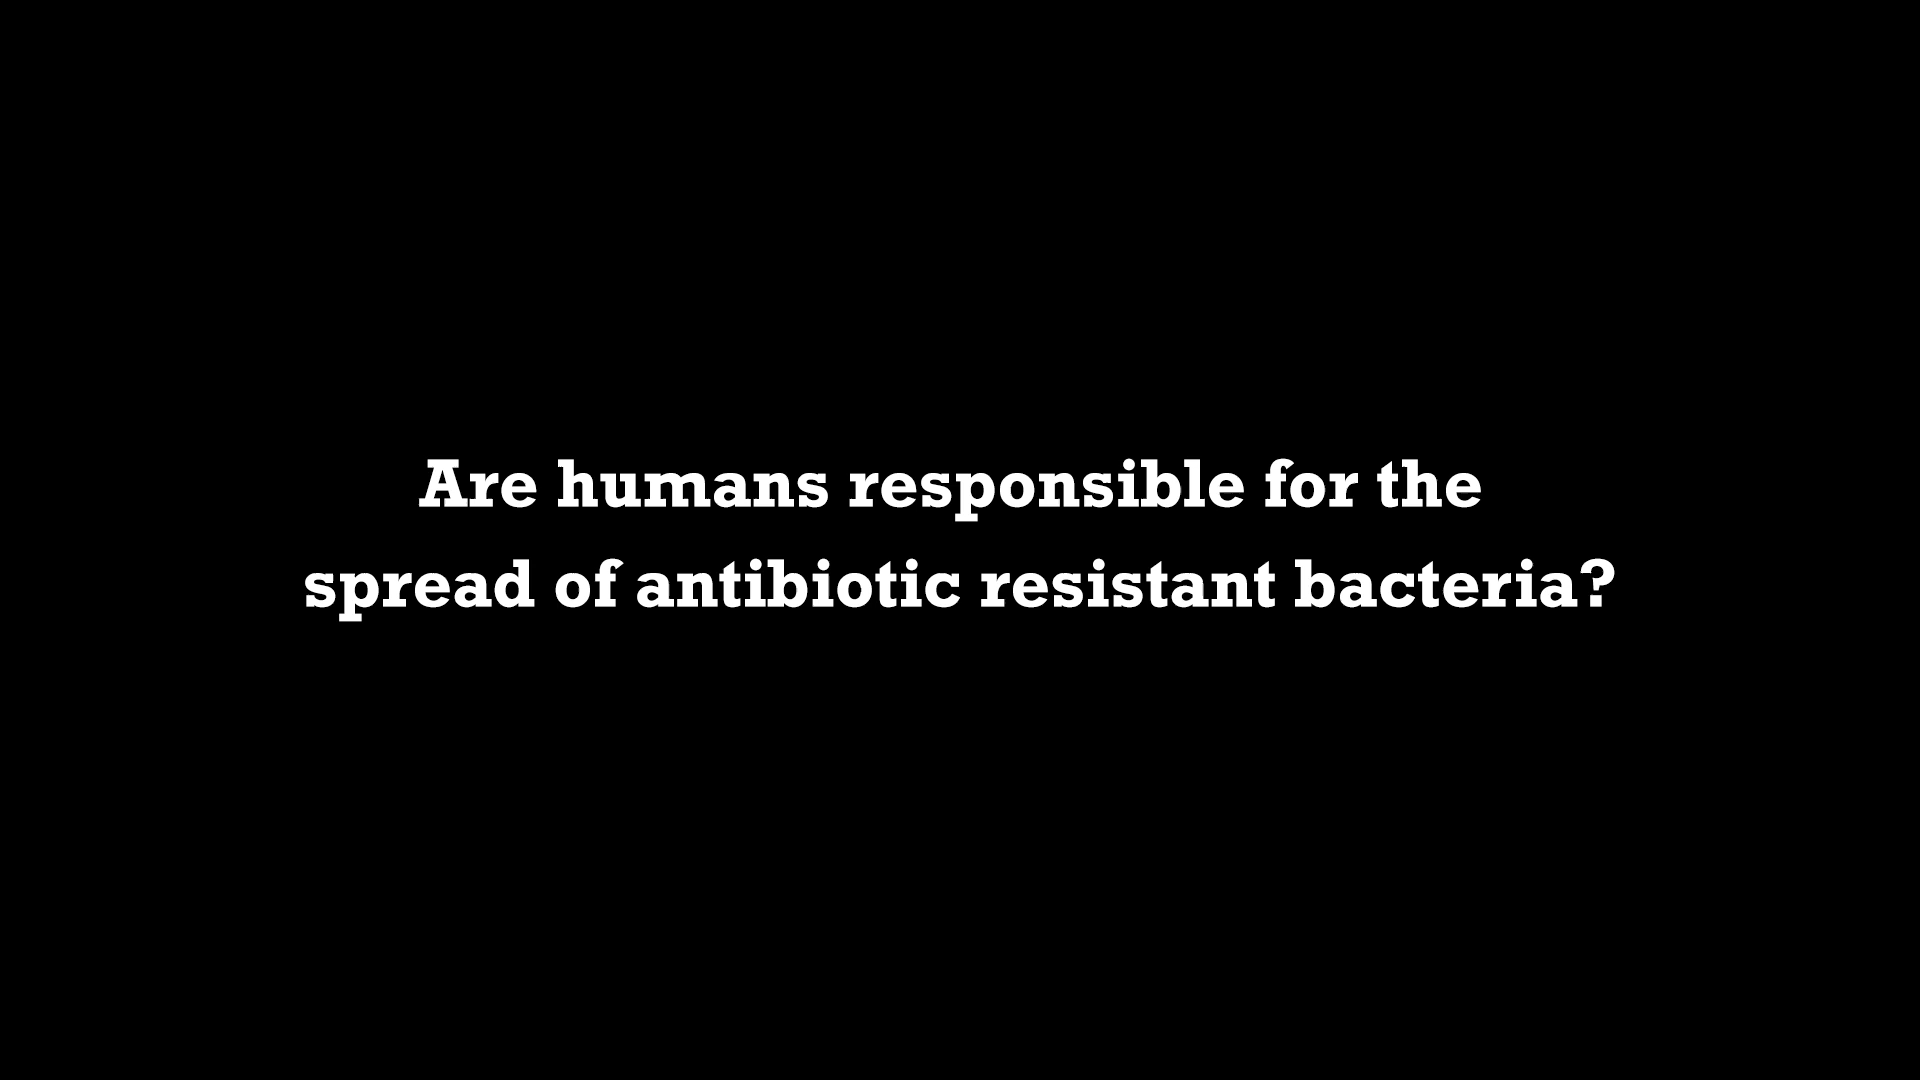 Are humans responsible for the
spread of antibiotic resistant bacteria?